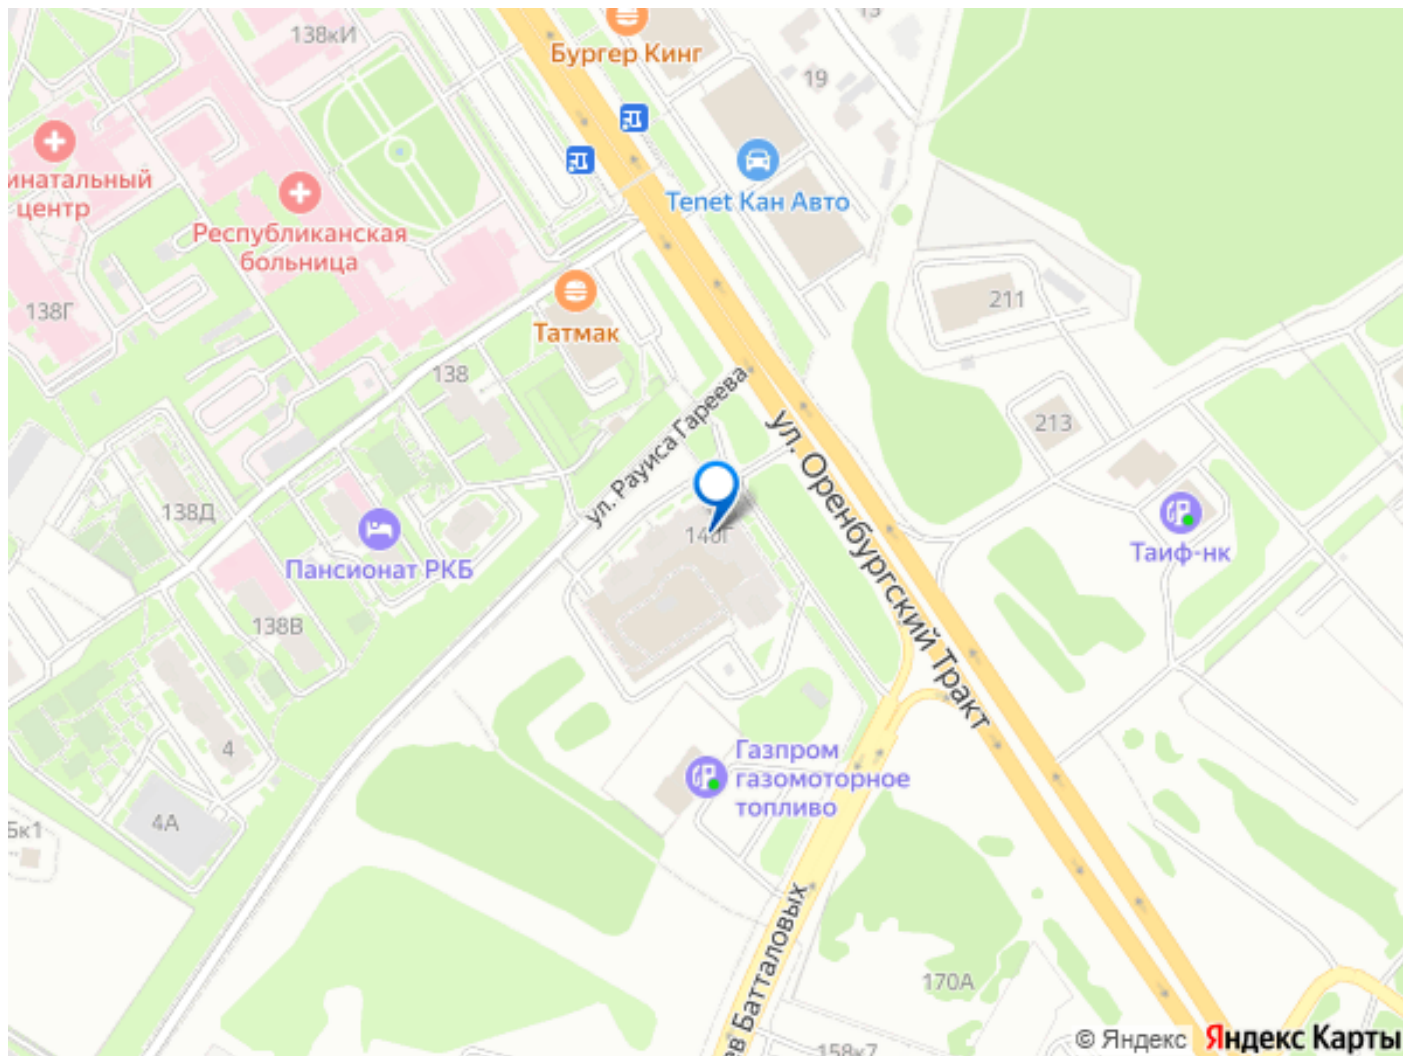 138кИ
Бургер Кинг
19
инатальный
центр
Tenet Кан Авто
Республиканская
больница
138Г
211
Татмак
138
ул. Рауиса Гареева
213
ул. Оренбургский Тракт
138Д
Пансионат РКБ
140Г
Таиф-нк
138В
4
Газпром
газомоторное
топливо
4А
5к1
в Батталовых
170А
158к7
© Яндекс
Яндекс Карты